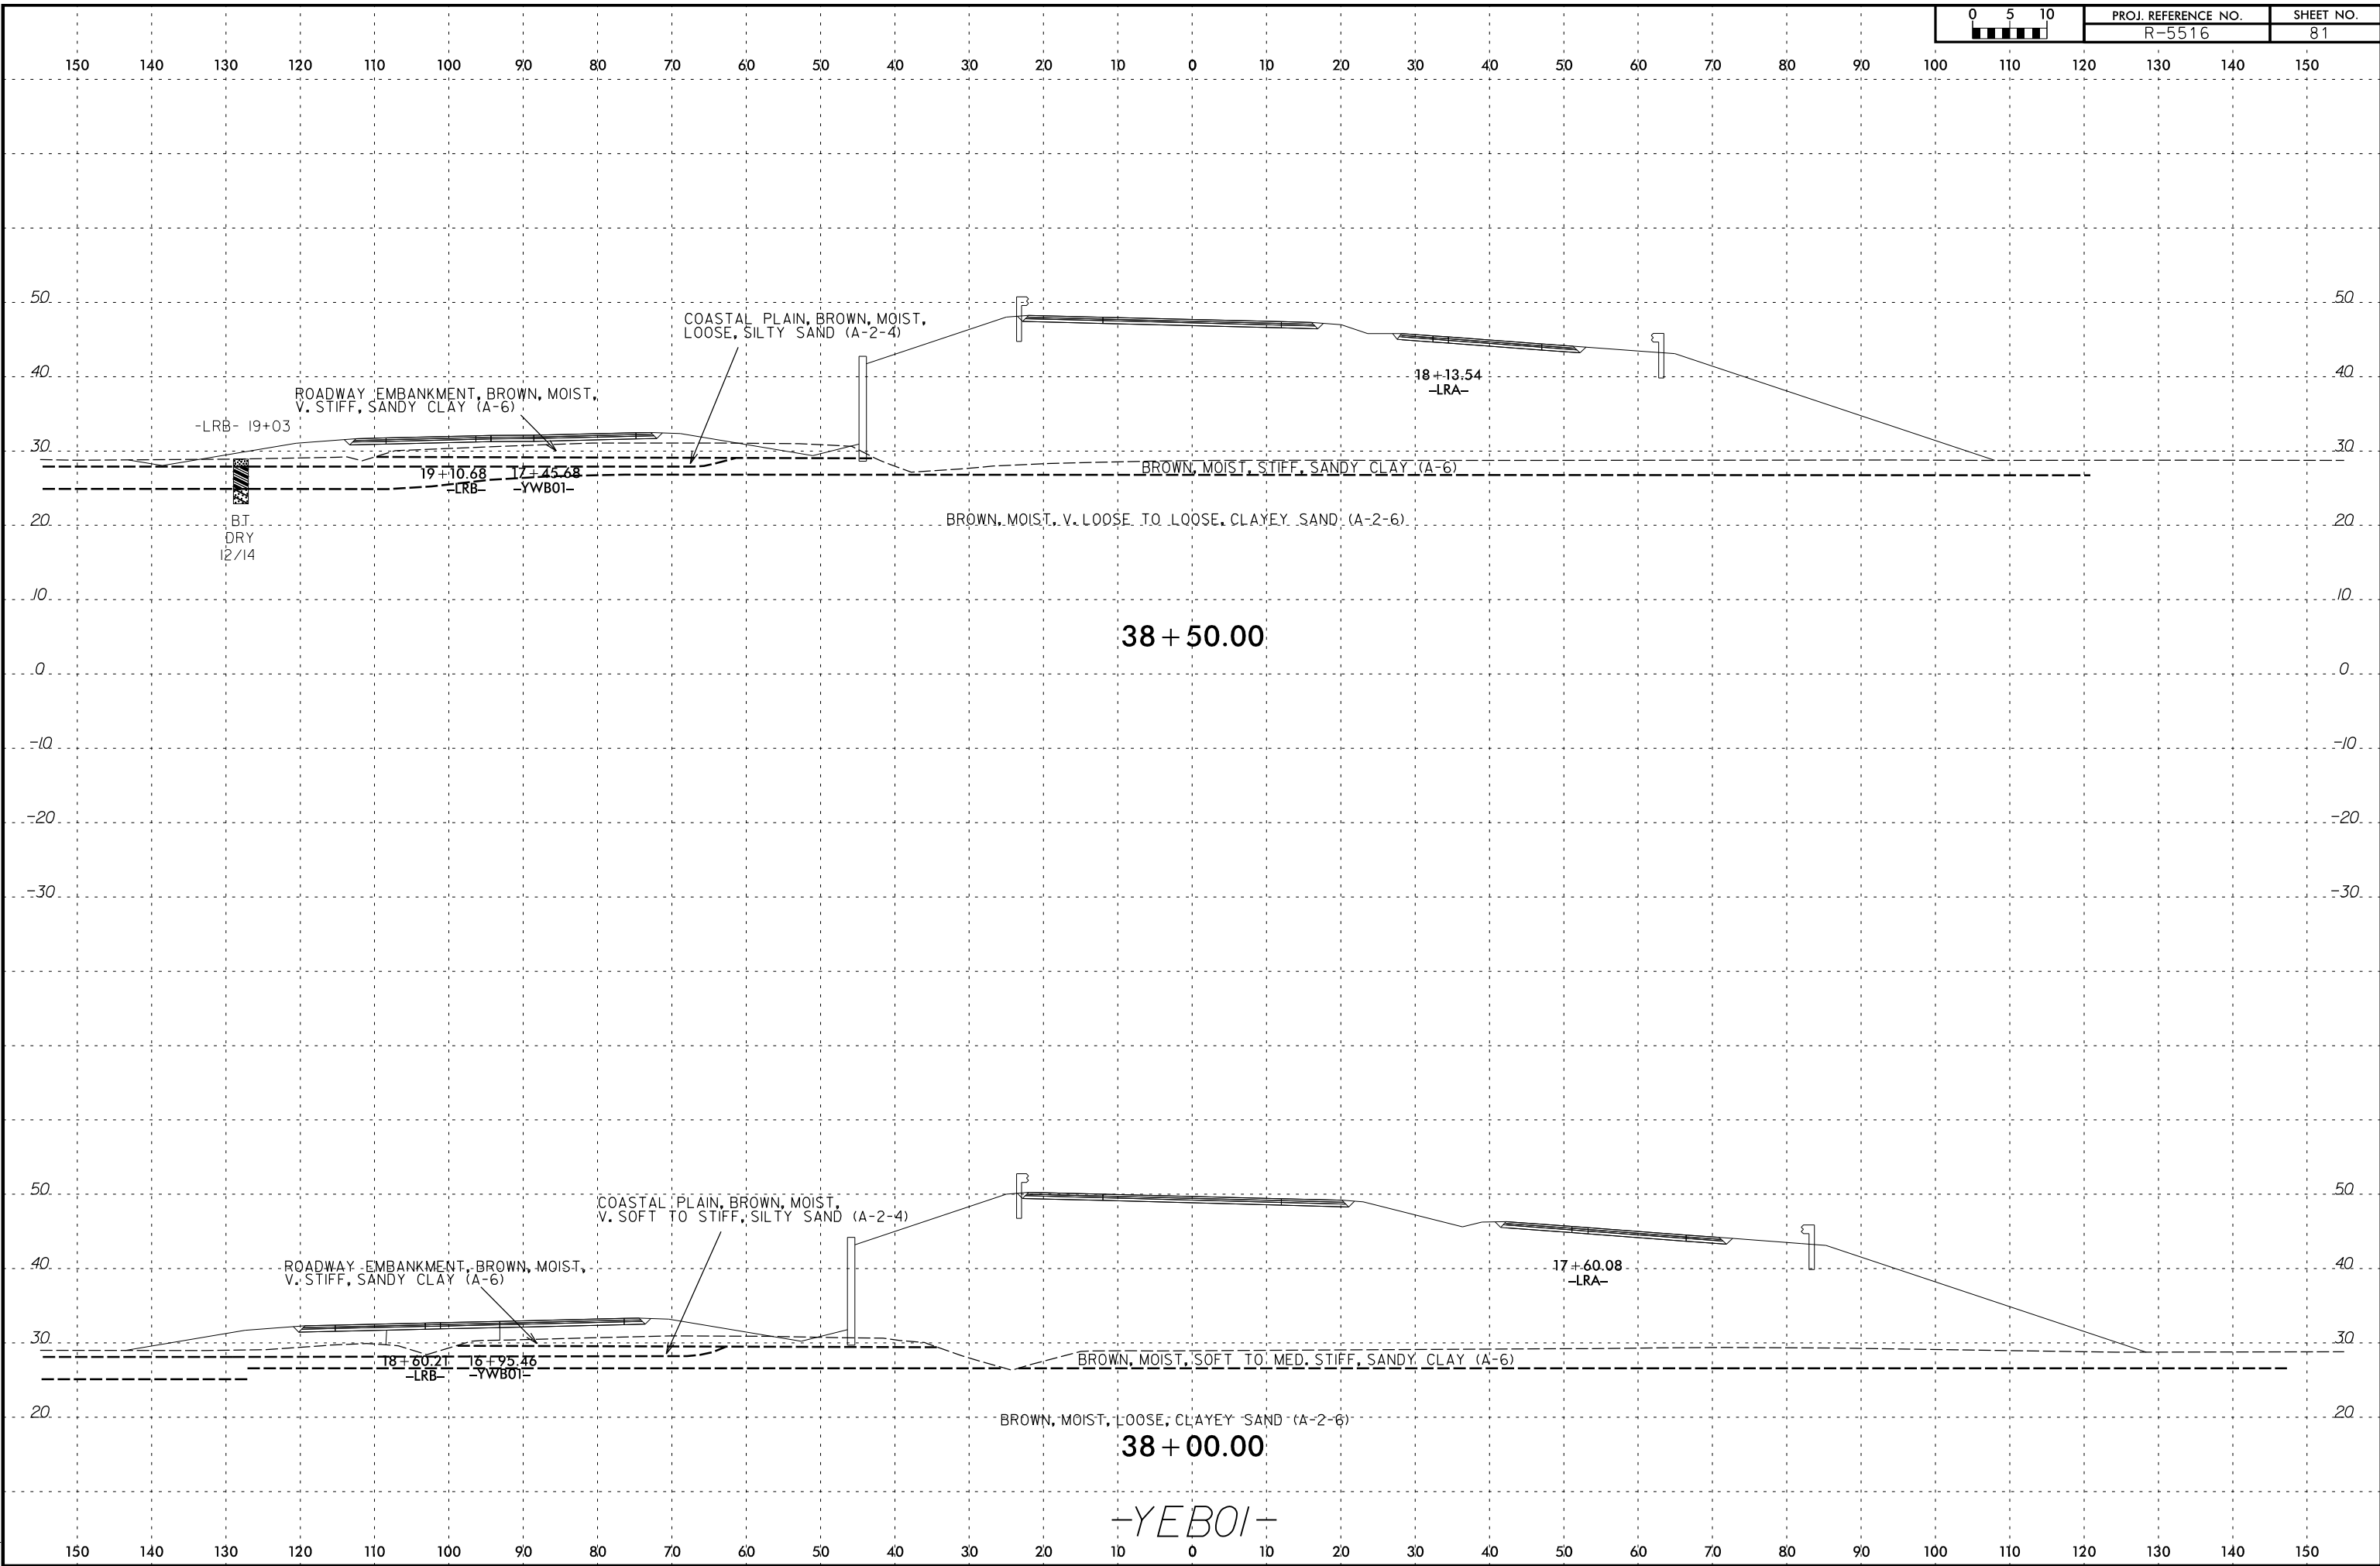 0 5 10
PROJ. REFERENCE NO.
SHEET NO.
R-5516
81
150 140 130 120 110 100 90 80 70 60 50 40 30 20 10 0 10 20 30 40 50 60 70 80 90 100 110 120 130 140 150
50 50
COASTAL PLAIN, BROWN, MOIST,
LOOSE, SILTY SAND (A-2-4)
40 40
18+13.54
-LRA-
ROADWAY EMBANKMENT, BROWN, MOIST,
V. STIFF, SANDY CLAY (A-6)
-LRB- 19+03
30 30
BROWN, MOIST, STIFF, SANDY CLAY (A-6)
19+10.68 17+45.68
-LRB- -YWB01-
20 20
BROWN, MOIST, V. LOOSE TO LOOSE, CLAYEY SAND (A-2-6)
BT
DRY
12/14
10 10
38+50.00
0 0
-10 -10
-20 -20
-30 -30
50 50
COASTAL PLAIN, BROWN, MOIST,
V. SOFT TO STIFF, SILTY SAND (A-2-4)
40 40
17+60.08
-LRA-
ROADWAY EMBANKMENT, BROWN, MOIST,
V. STIFF, SANDY CLAY (A-6)
30 30
BROWN, MOIST, SOFT TO MED. STIFF, SANDY CLAY (A-6)
18+60.21 16+95.46
-LRB- -YWB01-
20 20
BROWN, MOIST, LOOSE, CLAYEY SAND (A-2-6)
38+00.00
-YEB01-
150 140 130 120 110 100 90 80 70 60 50 40 30 20 10 0 10 20 30 40 50 60 70 80 90 100 110 120 130 140 150